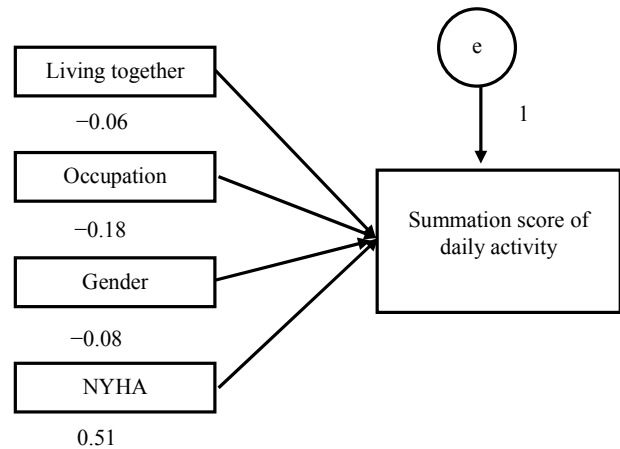 e
Living together
1
−0.06
Occupation
Summation score of
daily activity
−0.18
Gender
−0.08
NYHA
0.51